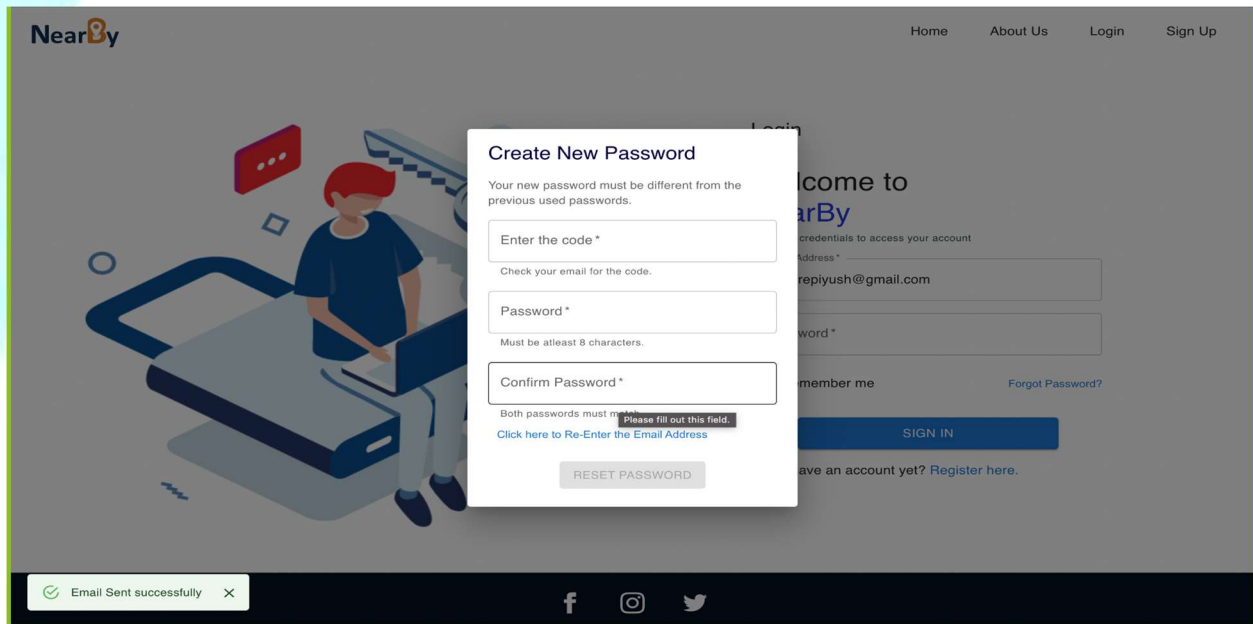 NearBy
Home About Us Login Sign Up
Create New Password
Your new password must be different from the
previous used passwords.
Enter the code *
Check your email for the code.
Password *
Must be atleast 8 characters.
Confirm Password *
Both passwords must
Please fill out this field.
Click here to Re-Enter the Email Address
RESET PASSWORD
lcome to
arBy
credentials to access your account
Address *
repiyush@gmail.com
word *
member me Forgot Password?
SIGN IN
ave an account yet? Register here.
Email Sent successfully